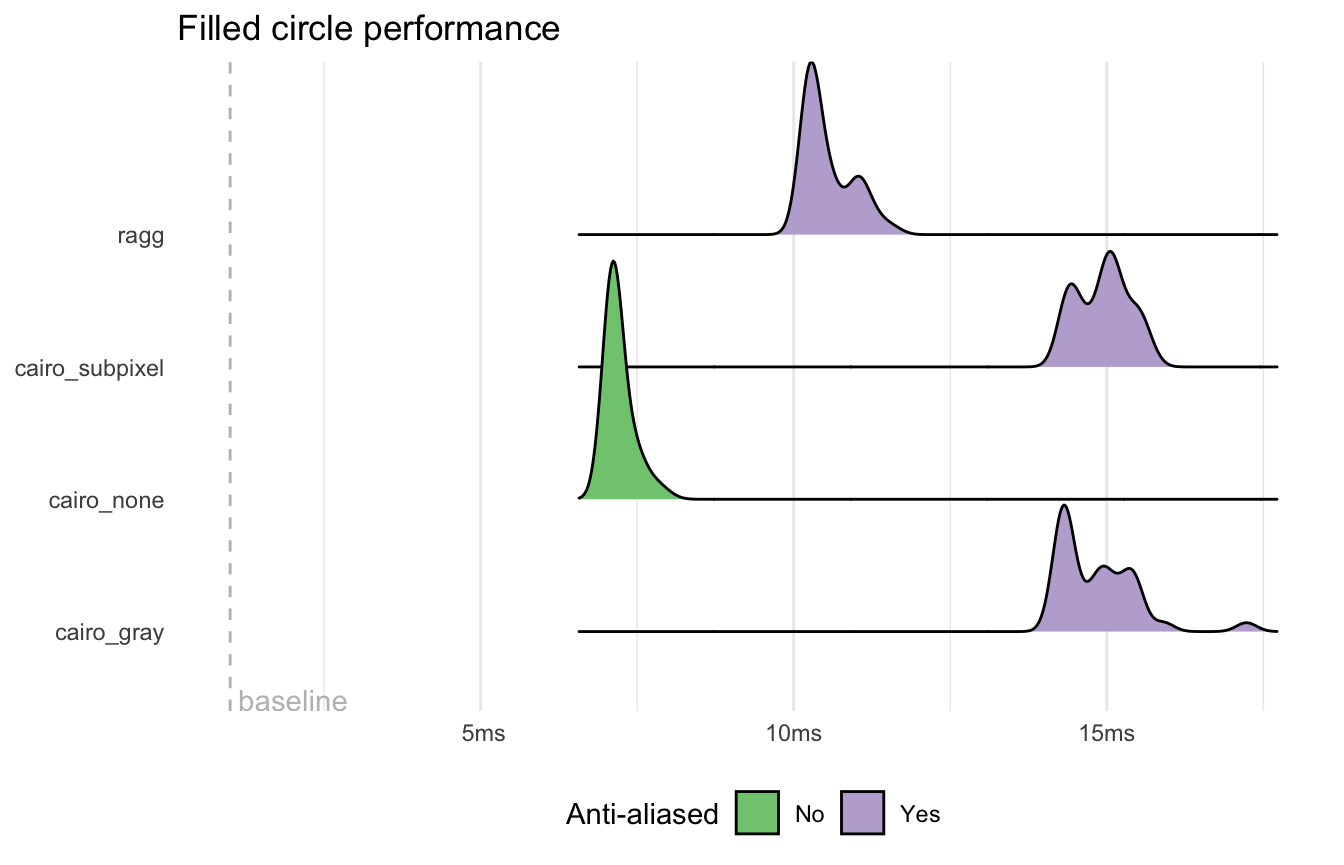 Filled circle performance
ragg
cairo_subpixel
cairo_none
cairo_gray
baseline
5ms 10ms 15ms
Anti-aliased No Yes